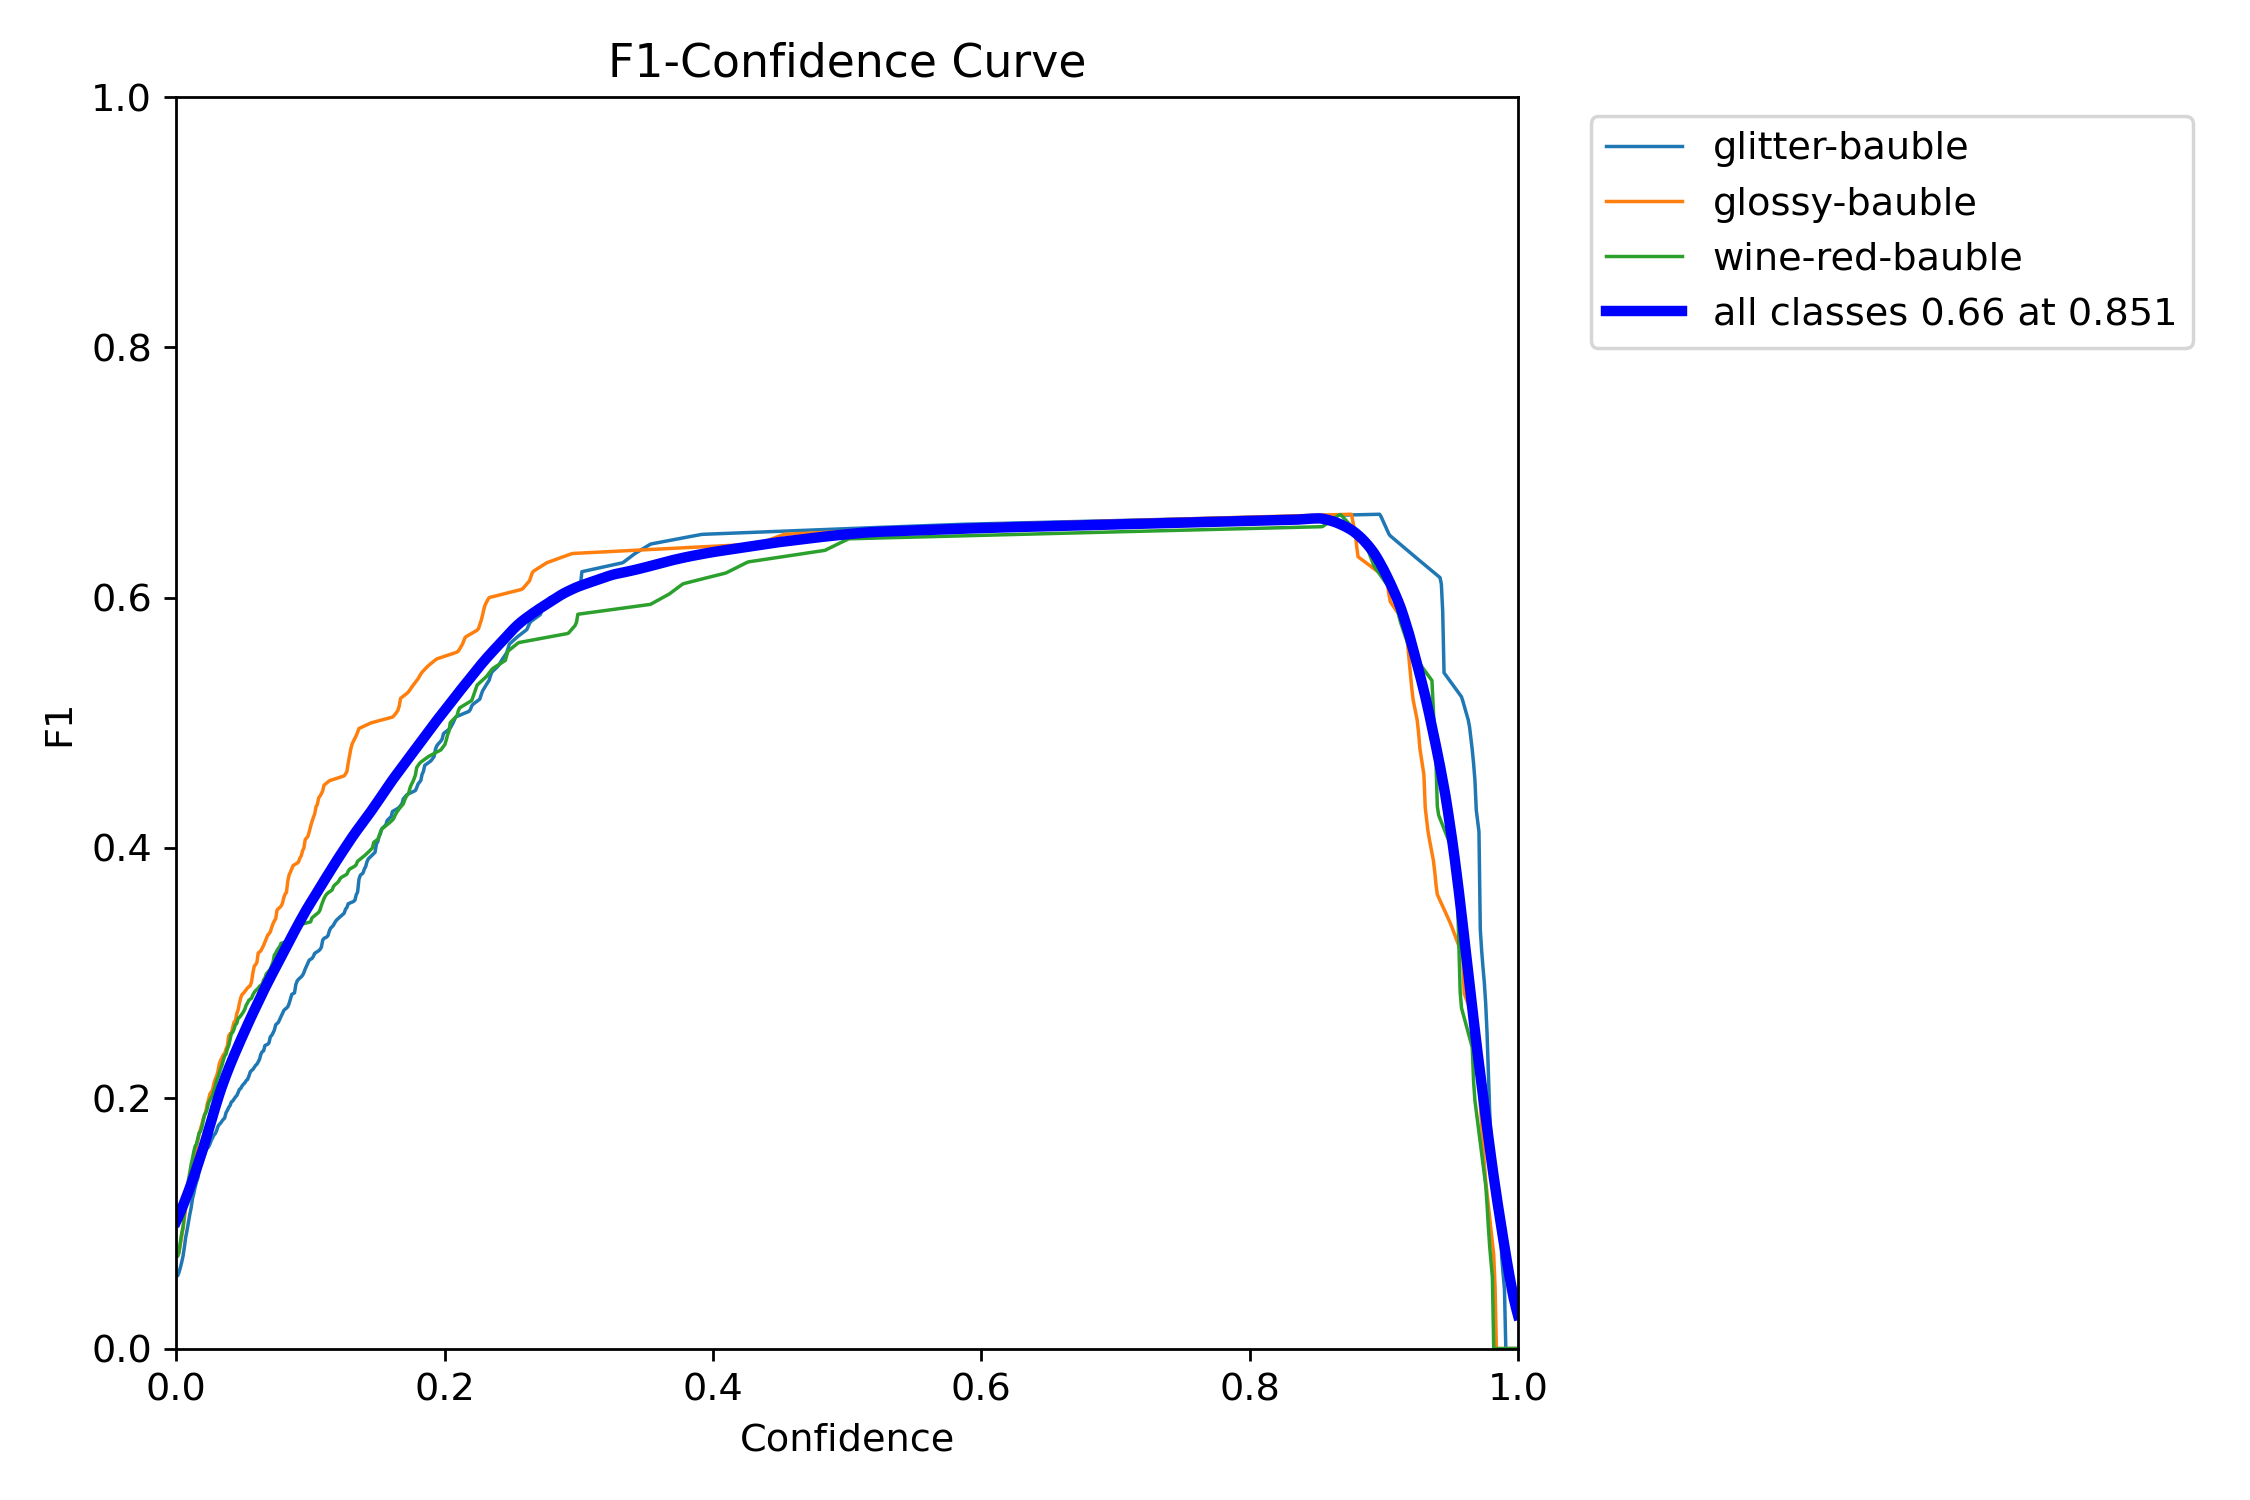 F1-Confidence Curve
1.0
0.8
0.6
0.4
0.2
0.0
F1
0.0 0.2 0.4 0.6 0.8 1.0
Confidence
glitter-bauble
glossy-bauble
wine-red-bauble
all classes 0.66 at 0.851